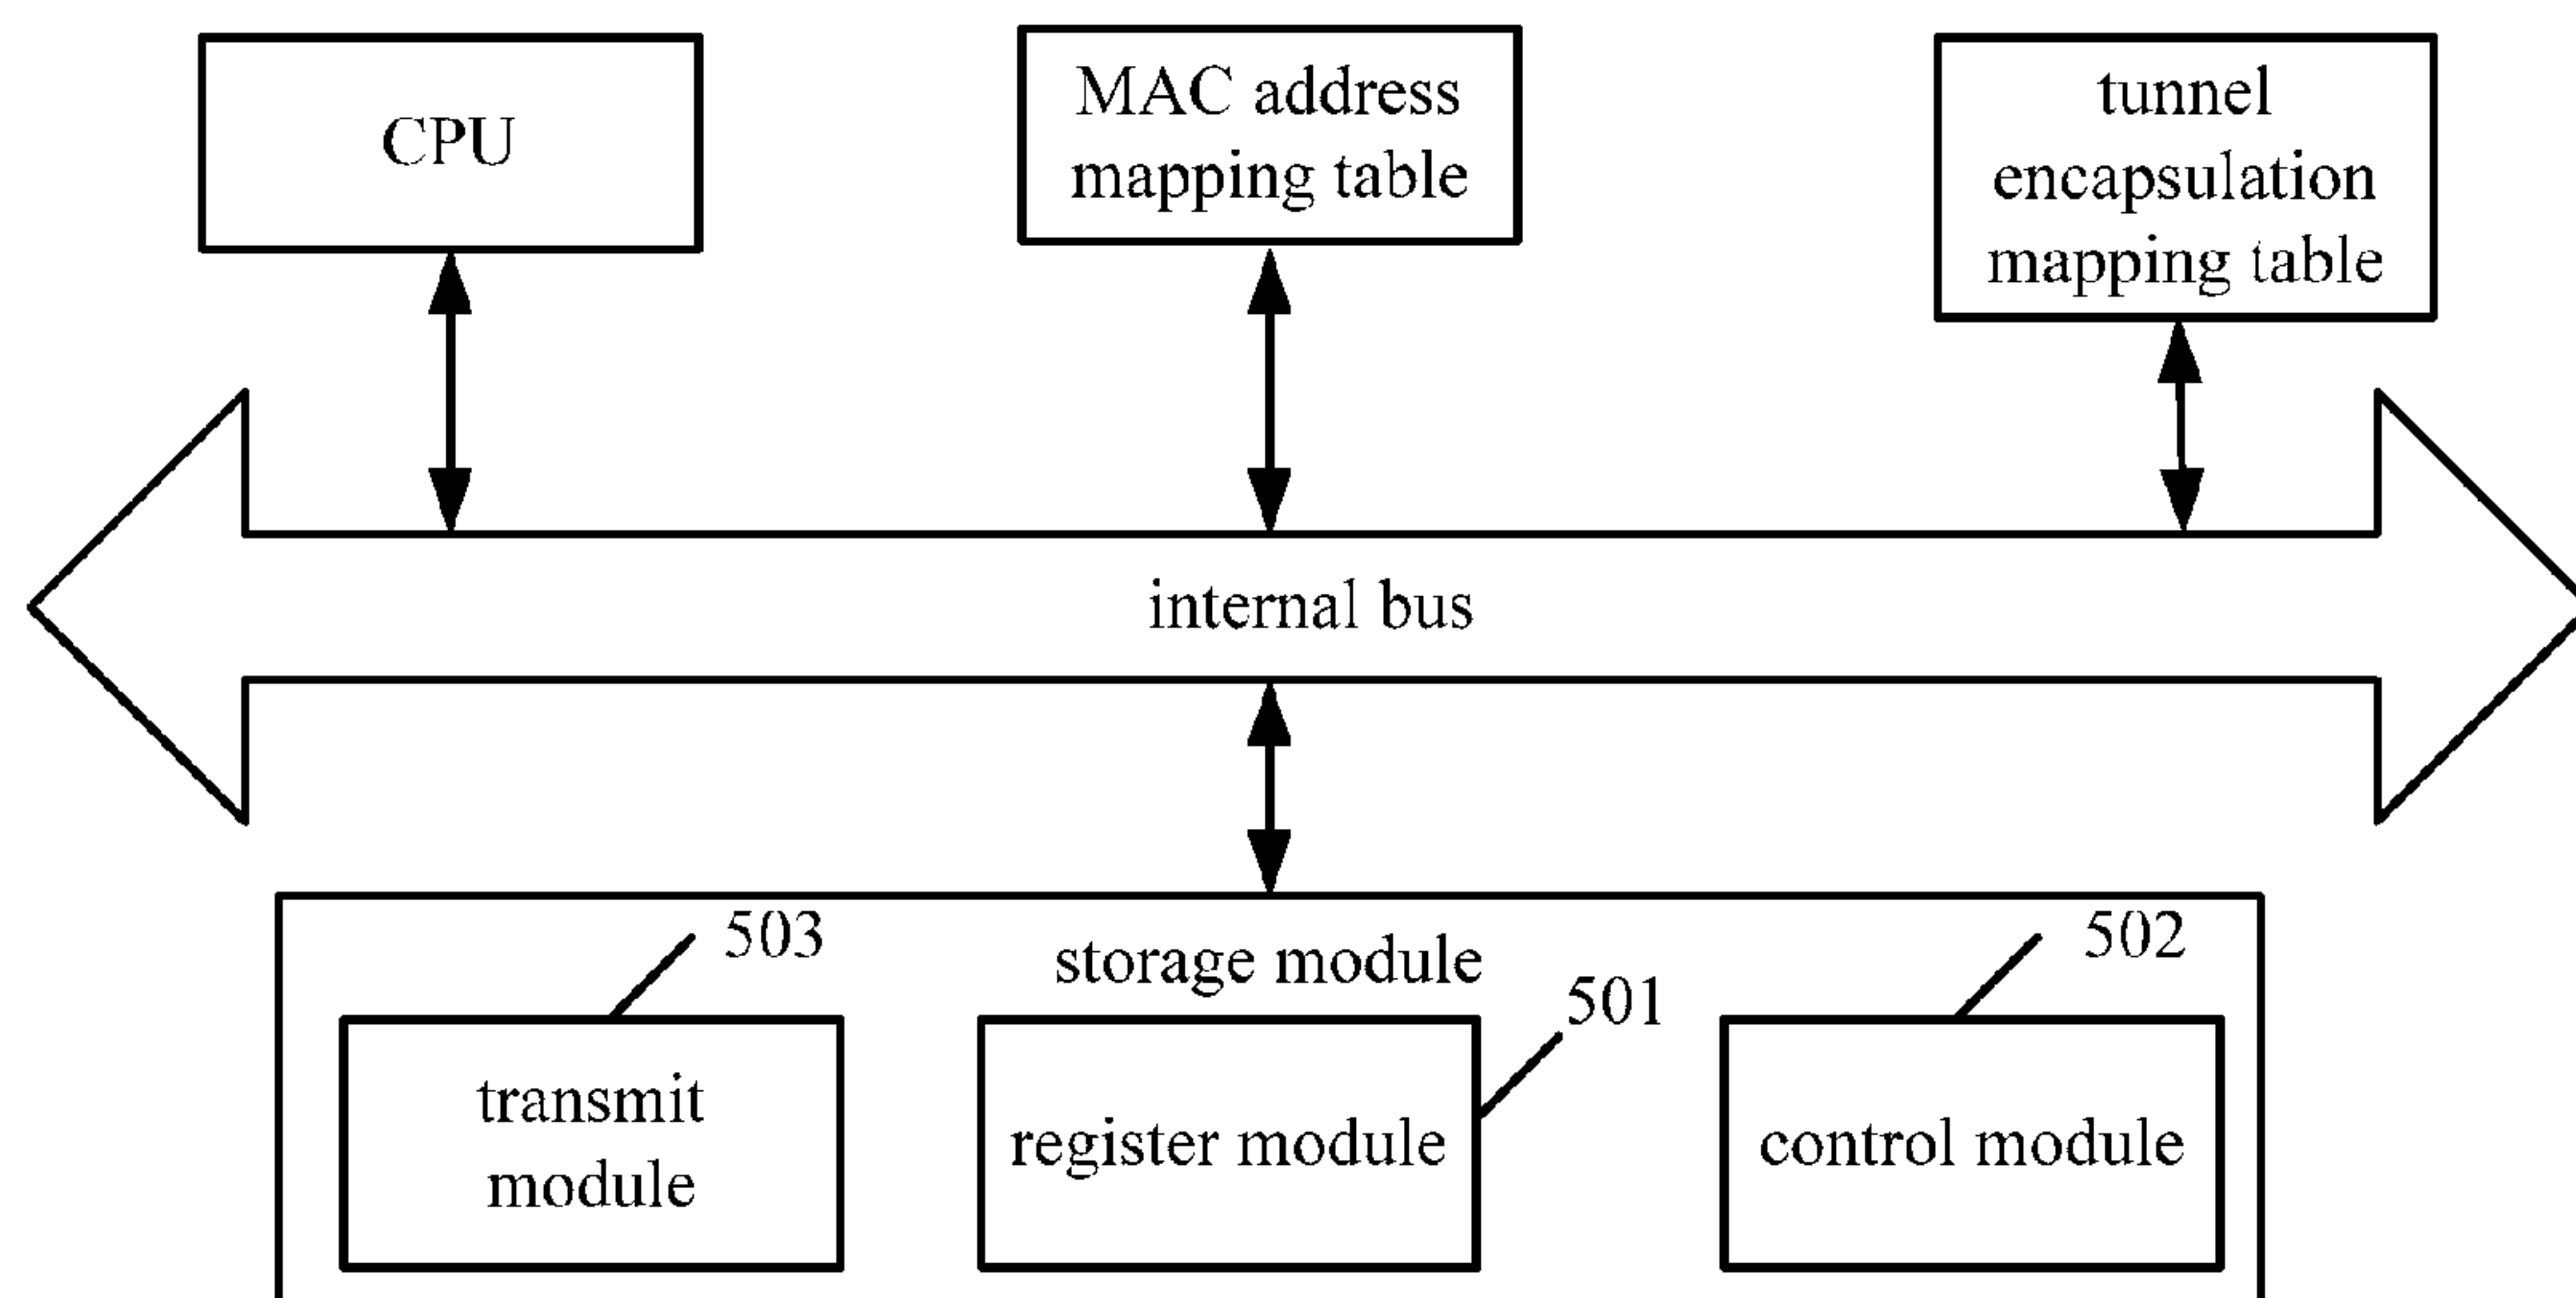 CPU
MAC address
mapping table
tunnel
encapsulation
mapping table
internal bus
503
storage module
502
501
transmit
module
register module
control module